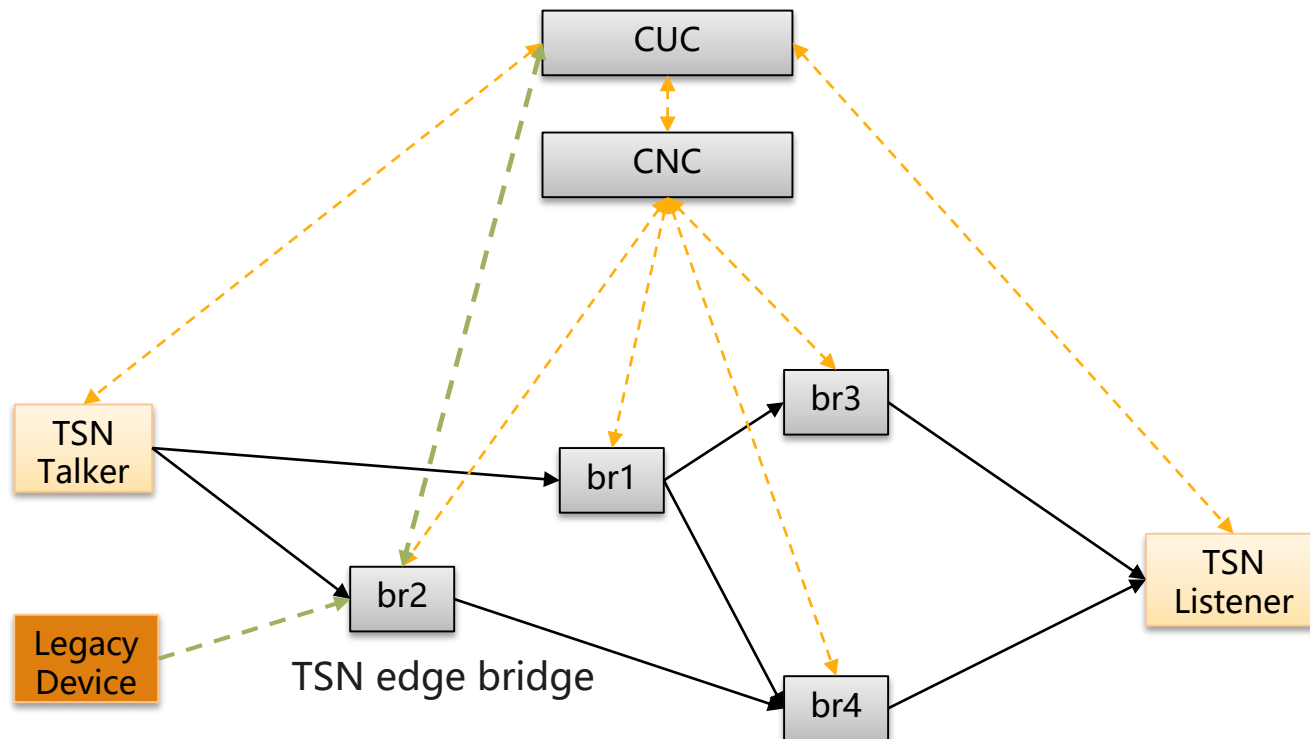 CUC
CNC
br3
TSN
Talker
br1
TSN
Listener
br2
Legacy
Device
TSN edge bridge
br4